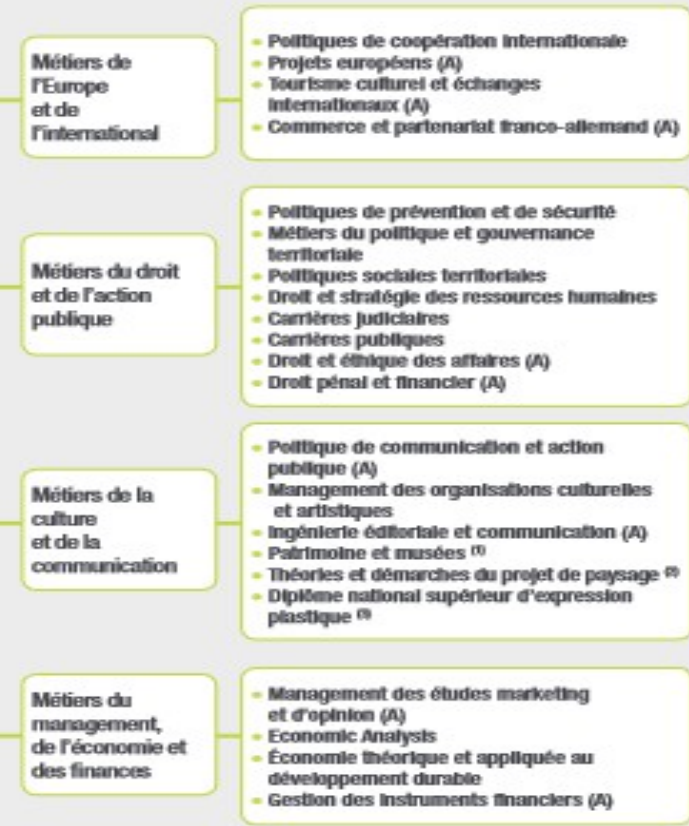 Métiers de
l'Europe
et de
l'international
- Politiques de coopération internationale
- Projets européens (A)
- Tourisme culturel et échanges
internationaux (A)
- Commerce et partenariat franco-allemand (A)
Métiers du droit
et de l'action
publique
- Politiques de prévention et de sécurité
- Métiers du politique et gouvernance
territoriale
- Politiques sociales territoriales
- Droit et stratégie des ressources humaines
- Carrières judiciaires
- Carrières publiques
- Droit et éthique des affaires (A)
- Droit pénal et financier (A)
Métiers de la
culture
et de la
communication
- Politique de communication et action
publique (A)
- Management des organisations culturelles
et artistiques
- Ingénierie éditoriale et communication (A)
- Patrimoine et musées (1)
- Théories et démarches du projet de paysage (2)
- Diplôme national supérieur d'expression
plastique (3)
Métiers du
management,
de l'économie et
des finances
- Management des études marketing
et d'opinion (A)
- Economic Analysis
- Économie théorique et appliquée au
développement durable
- Gestion des instruments financiers (A)